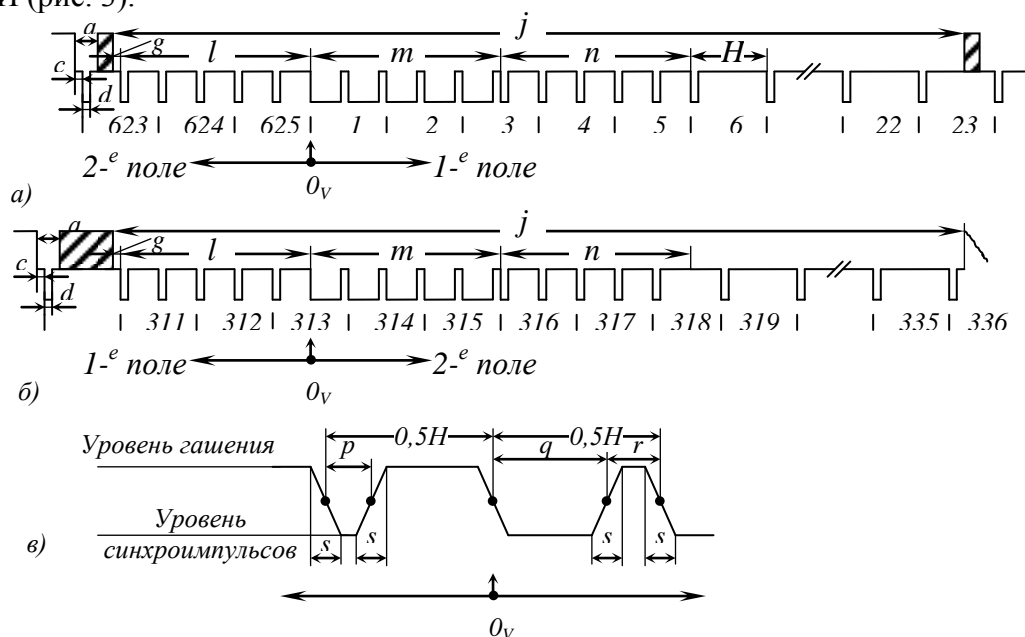 И (рис. 3).
a j
g l m n H
c
d
623 624 625 1 2 3 4 5 6 22 23
2-е поле 1-е поле
0V
а)
a j
g l m n
c
d
311 312 313 314 315 316 317 318 319 335 336
1-е поле 2-е поле
0V
б)
Уровень гашения 0,5H 0,5H
p q r
Уровень
синхроимпульсов s s s s
в)
0V